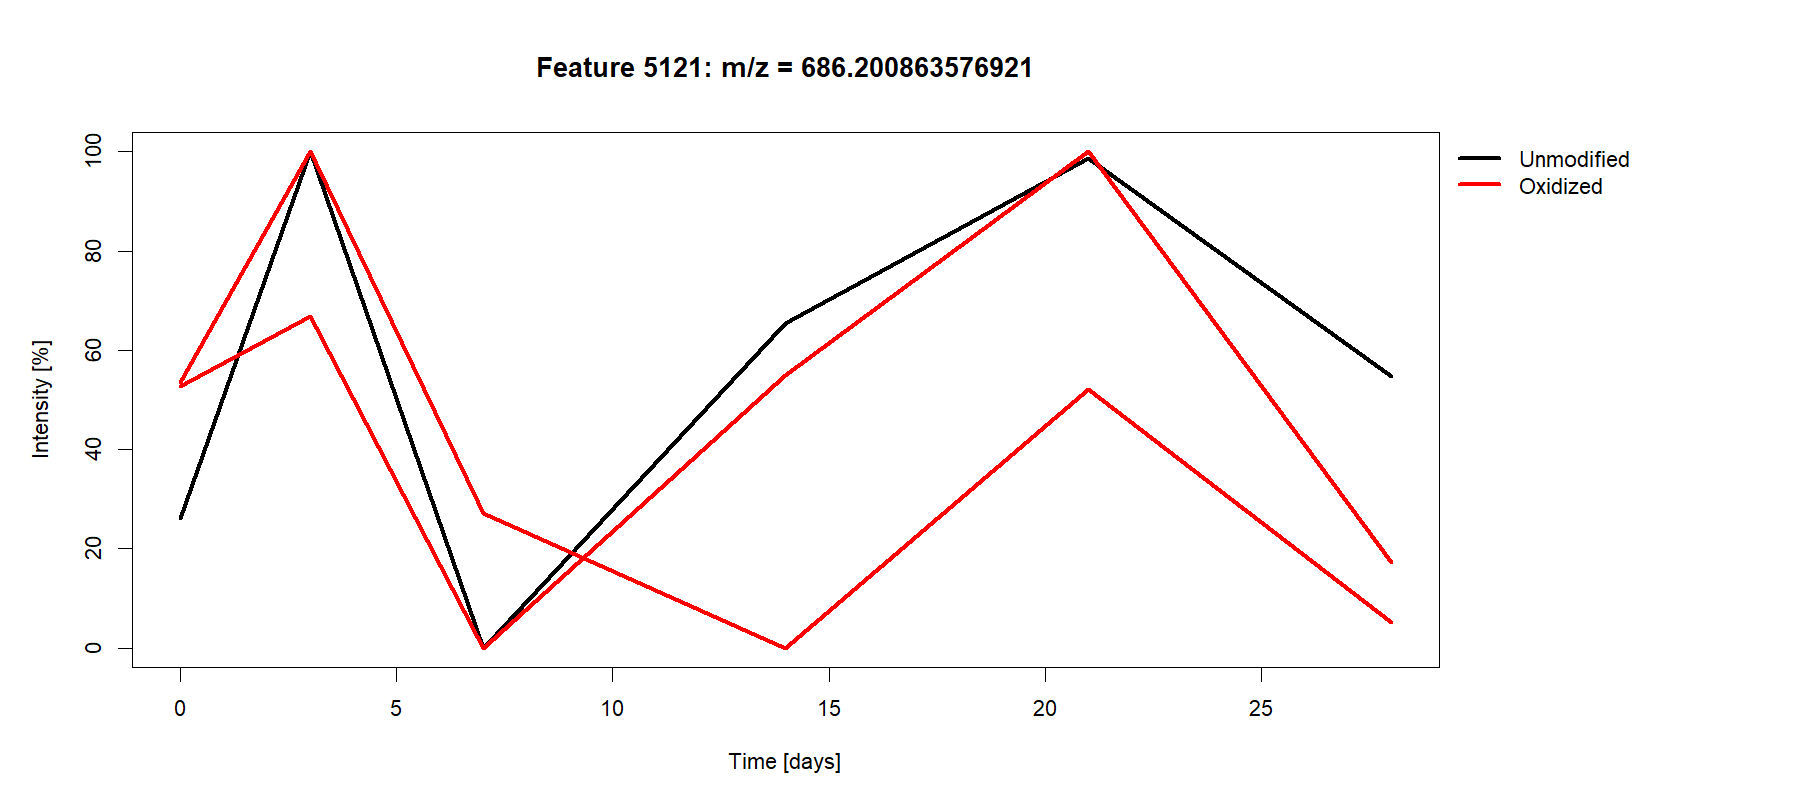 Feature 5121: m/z = 686.200863576921
Unmodified
Oxidized
100
80
60
40
20
0
Intensity [%]
0 5 10 15 20 25
Time [days]